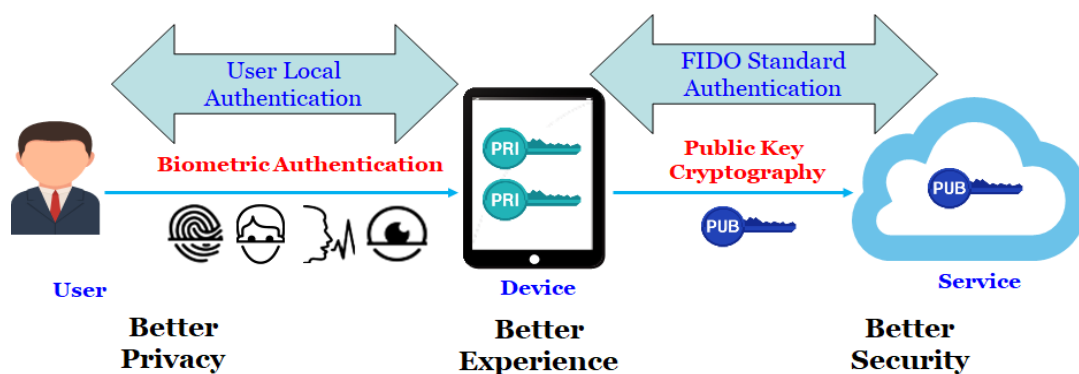 User Local
Authentication
FIDO Standard
Authentication
Biometric Authentication
Public Key
Cryptography
PRI
PRI
PUB
PUB
User
Device
Service
Better
Privacy
Better
Experience
Better
Security